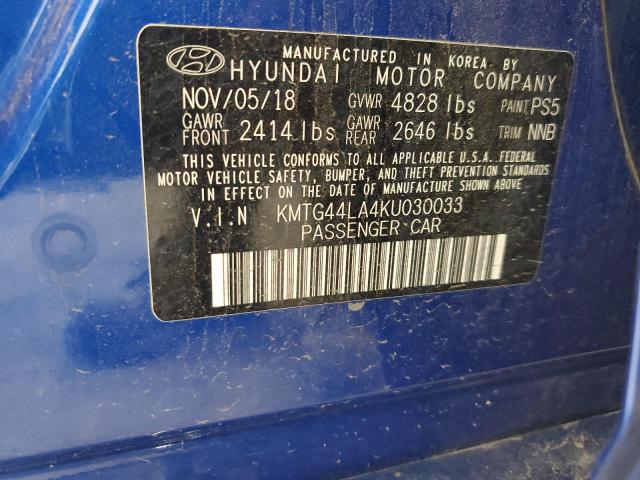 MANUFACTURED IN KOREA BY
HYUNDAI MOTOR COMPANY
NOV/05/18 GVWR 4828 lbs PAINT PS5
GAWR FRONT 2414 lbs GAWR REAR 2646 lbs TRIM NNB
THIS VEHICLE CONFORMS TO ALL APPLICABLE U.S.A. FEDERAL
MOTOR VEHICLE SAFETY, BUMPER, AND THEFT PREVENTION STANDARDS
IN EFFECT ON THE DATE OF MANUFACTURE SHOWN ABOVE
V.I.N KMTG44LA4KU030033
PASSENGER CAR